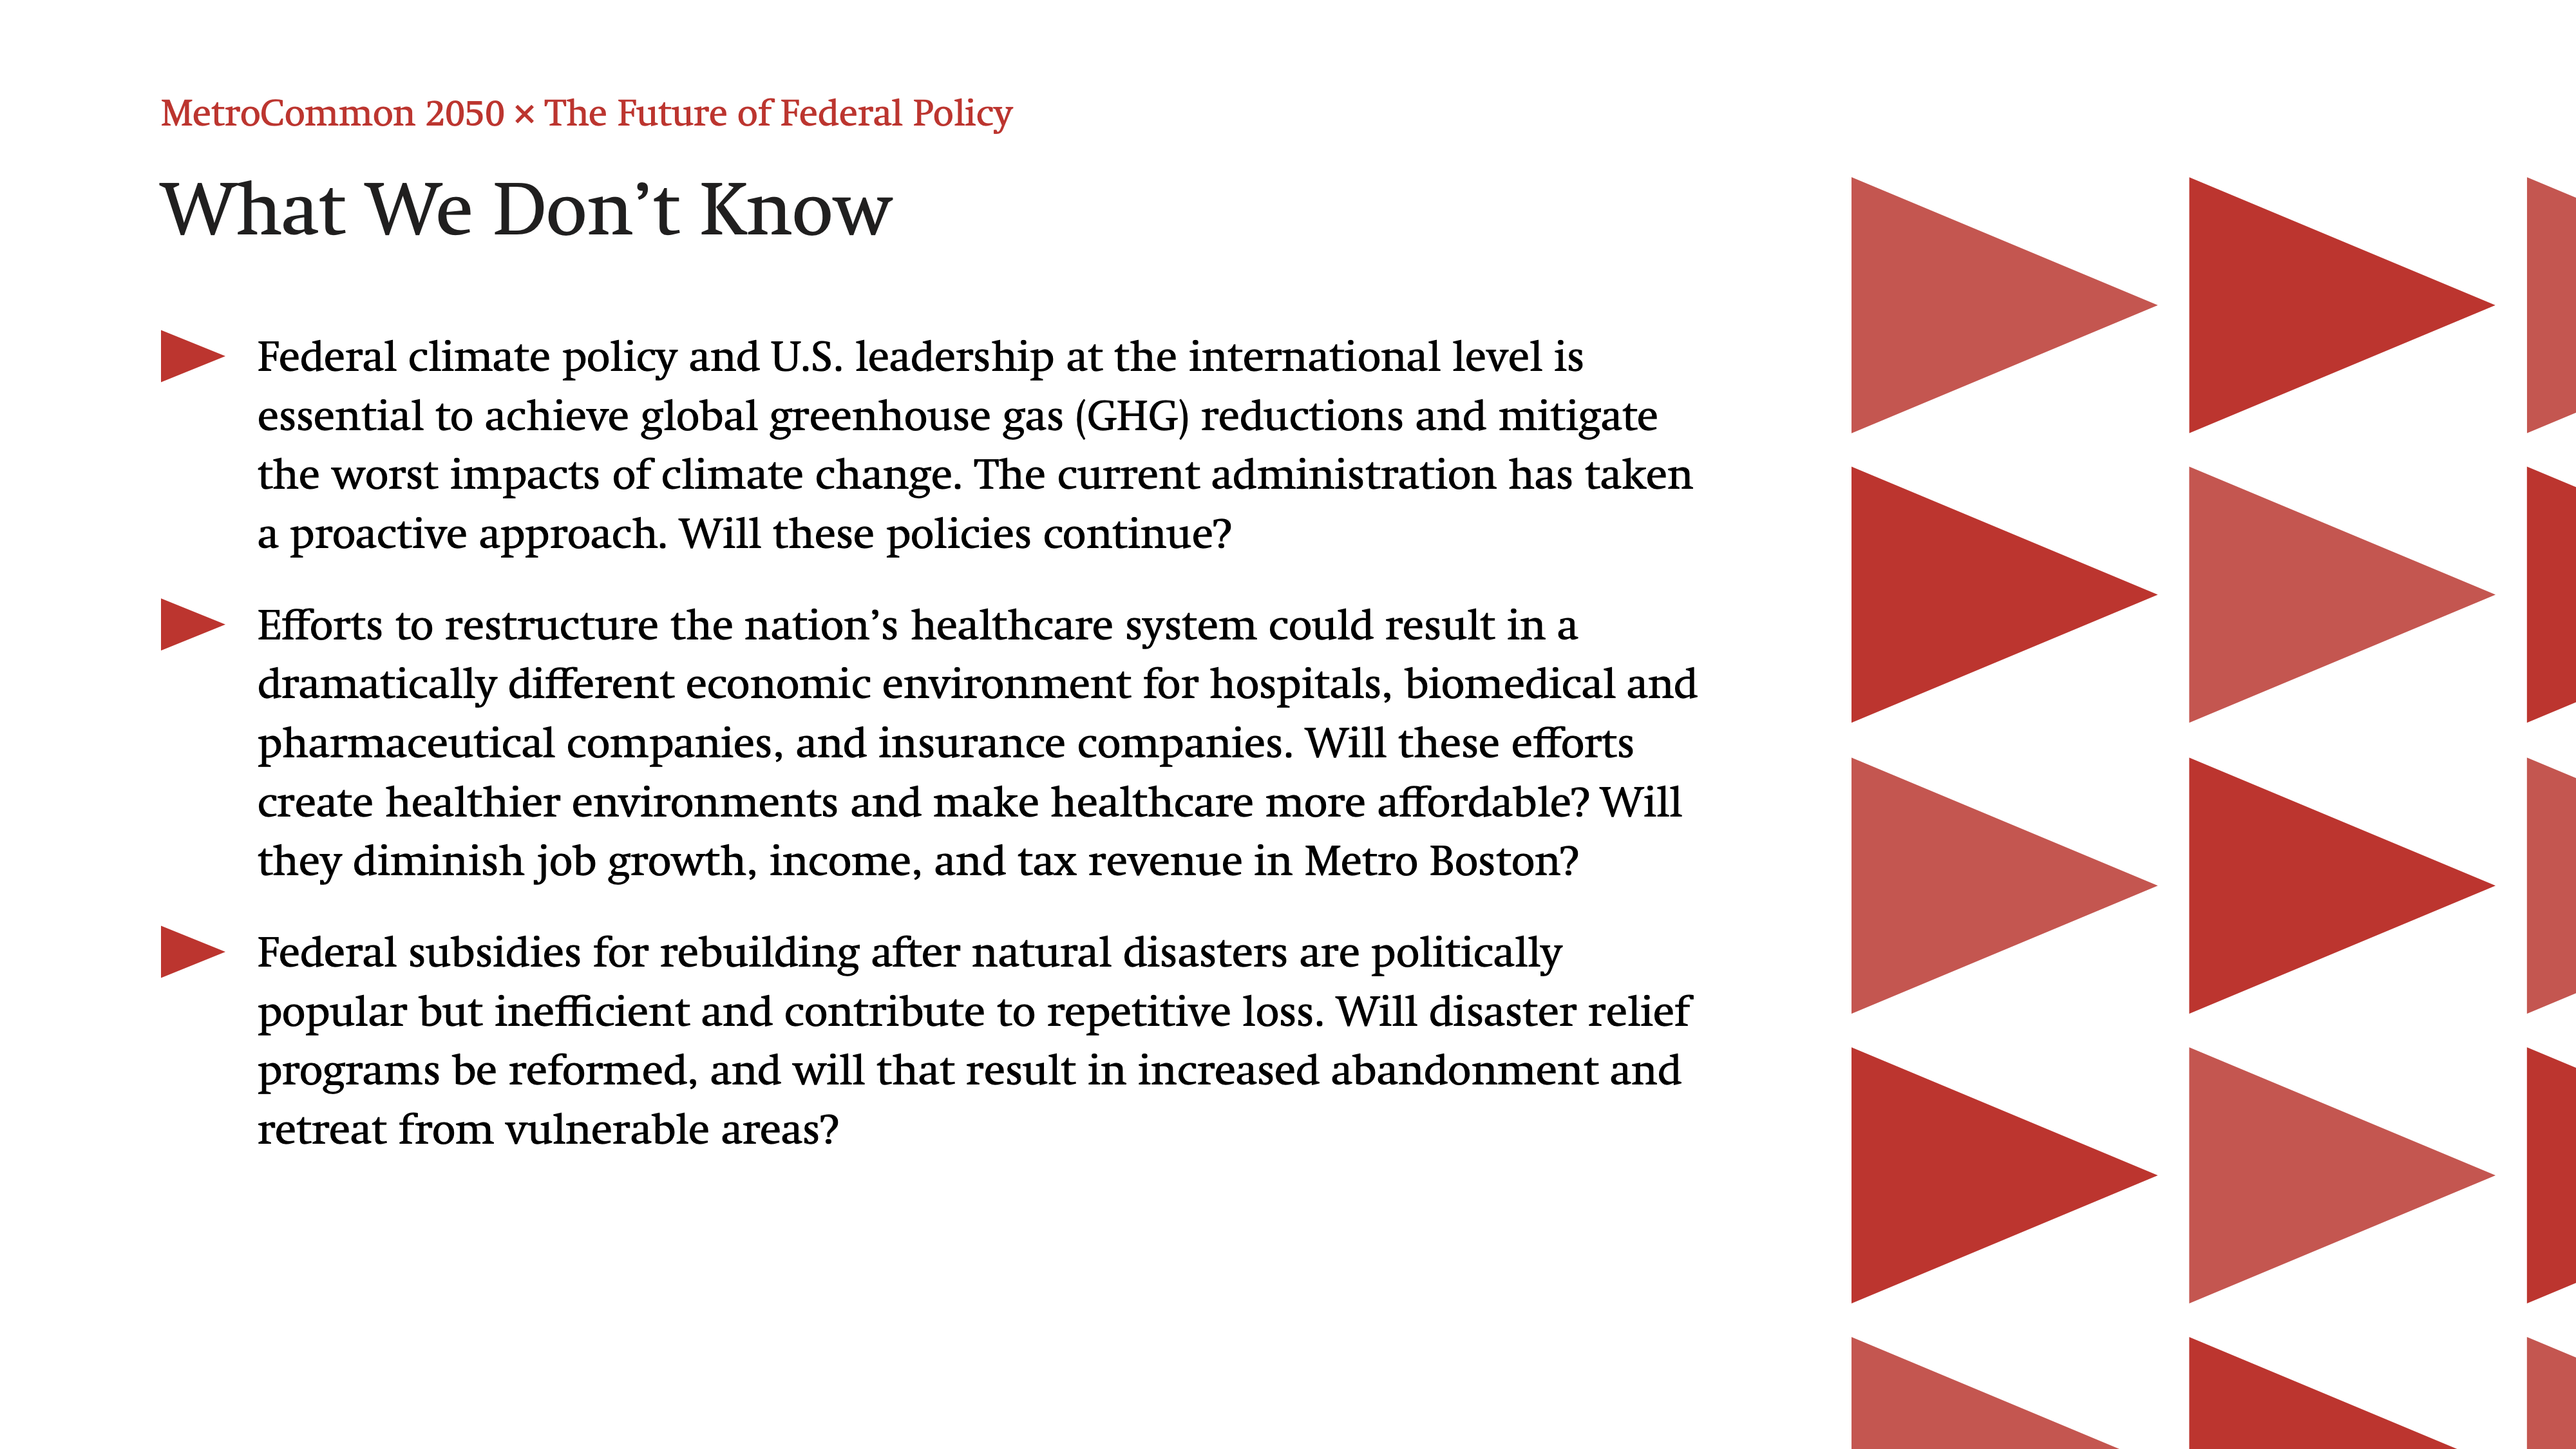 MetroCommon 2050 × The Future of Federal Policy
What We Don’t Know
Federal climate policy and U.S. leadership at the international level is
essential to achieve global greenhouse gas (GHG) reductions and mitigate
the worst impacts of climate change. The current administration has taken
a proactive approach. Will these policies continue?
Efforts to restructure the nation’s healthcare system could result in a
dramatically different economic environment for hospitals, biomedical and
pharmaceutical companies, and insurance companies. Will these efforts
create healthier environments and make healthcare more affordable? Will
they diminish job growth, income, and tax revenue in Metro Boston?
Federal subsidies for rebuilding after natural disasters are politically
popular but inefficient and contribute to repetitive loss. Will disaster relief
programs be reformed, and will that result in increased abandonment and
retreat from vulnerable areas?